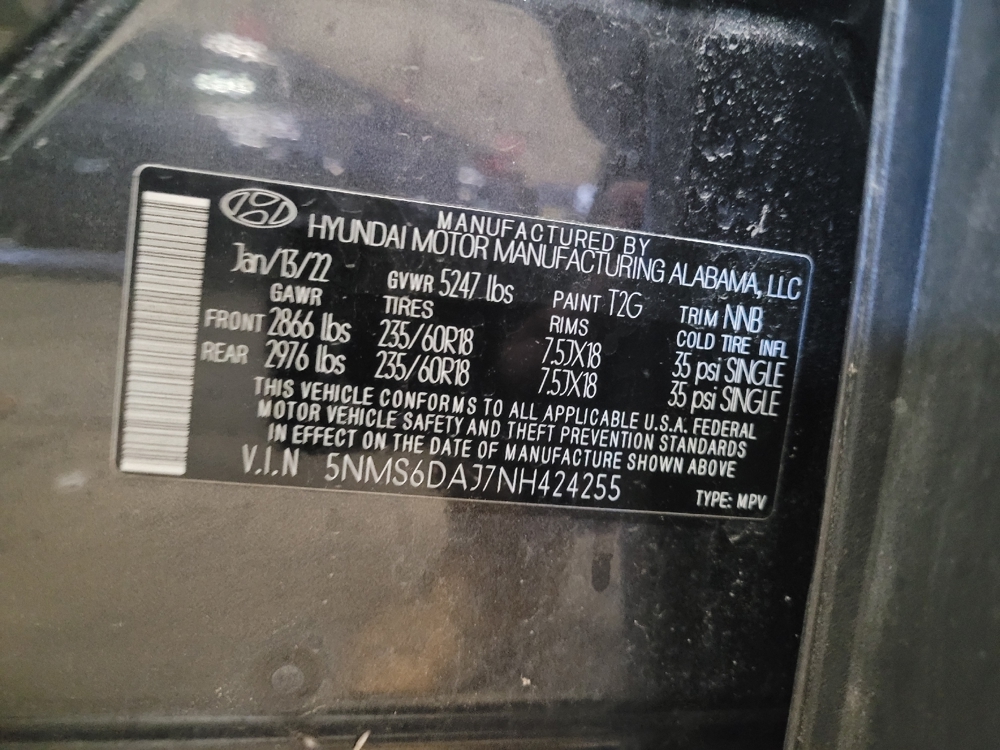 MANUFACTURED BY
HYUNDAI MOTOR MANUFACTURING ALABAMA, LLC
Jan/13/22 GVWR 5247 lbs PAINT T2G TRIM NNB
GAWR TIRES RIMS COLD TIRE INFL
FRONT 2866 lbs 235/60R18 7.5JX18 35 psi SINGLE
REAR 2976 lbs 235/60R18 7.5JX18 35 psi SINGLE
THIS VEHICLE CONFORMS TO ALL APPLICABLE U.S.A. FEDERAL
MOTOR VEHICLE SAFETY AND THEFT PREVENTION STANDARDS
IN EFFECT ON THE DATE OF MANUFACTURE SHOWN ABOVE
V.I.N 5NMS6DAJ7NH424255 TYPE: MPV